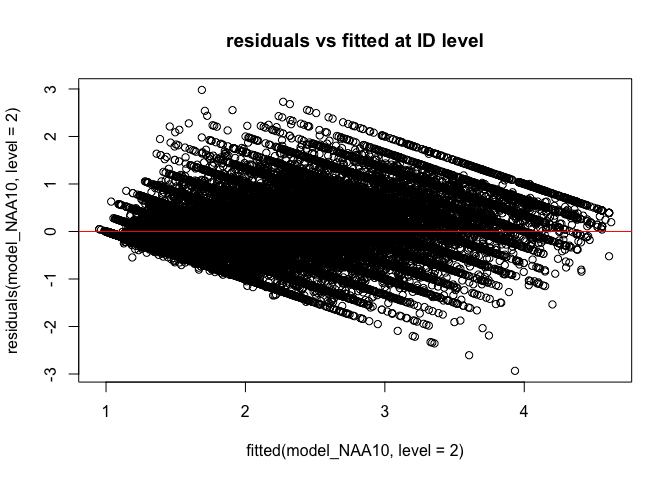 residuals vs fitted at ID level
residuals(model_NAA10, level = 2)
3
2
1
0
-1
-2
-3
1 2 3 4
fitted(model_NAA10, level = 2)